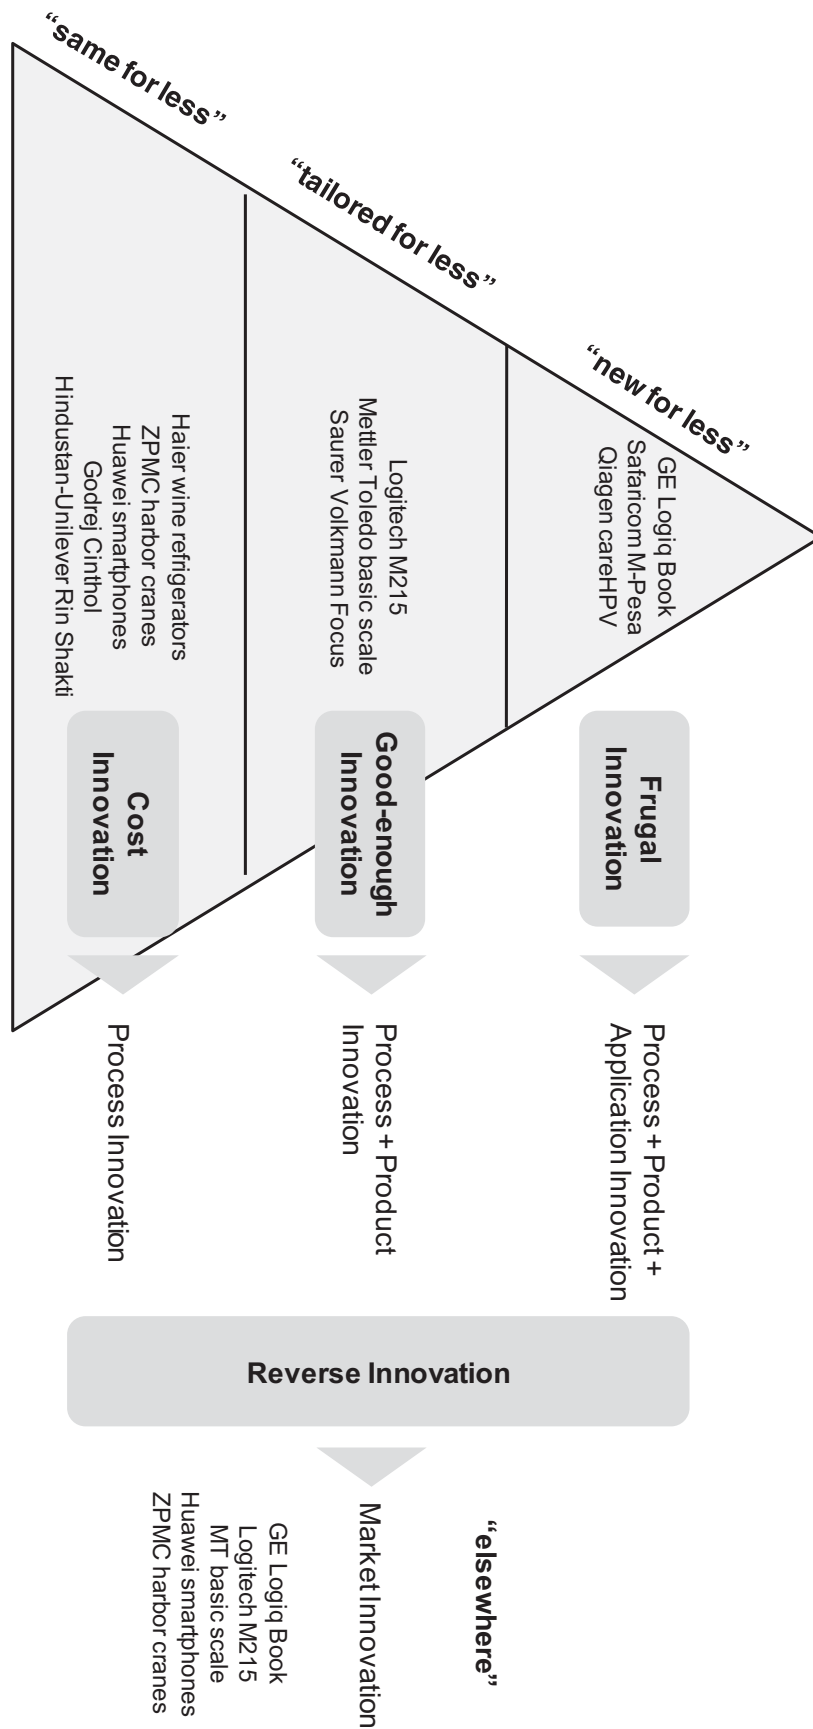 “new for less”
GE Logiq Book
Safaricom M-Pesa
Qiagen careHPV
Frugal
Innovation
Process + Product +
Application Innovation
“tailored for less”
Logitech M215
Mettler Toledo basic scale
Saurer Volkmann Focus
Good-enough
Innovation
Process + Product
Innovation
“same for less”
Haier wine refrigerators
ZPMC harbor cranes
Huawei smartphones
Godrej Cinthol
Hindustan-Unilever Rin Shakti
Cost
Innovation
Process Innovation
Reverse Innovation
“elsewhere”
Market Innovation
GE Logiq Book
Logitech M215
MT basic scale
Huawei smartphones
ZPMC harbor cranes